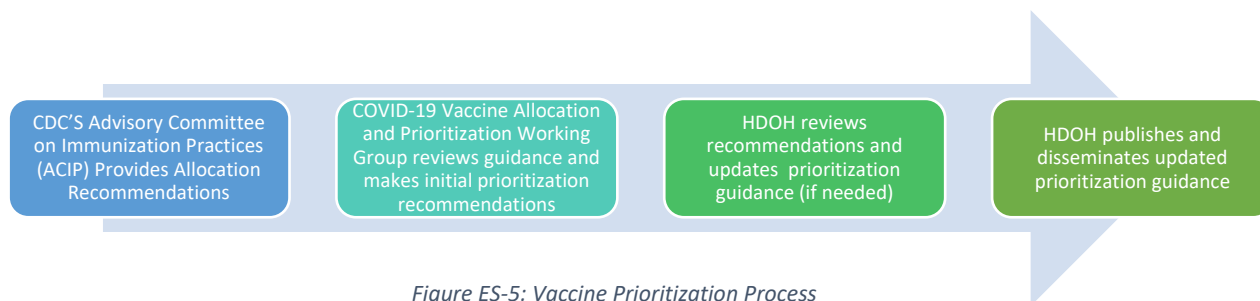 CDC'S Advisory Committee
on Immunization Practices
(ACIP) Provides Allocation
Recommendations
COVID-19 Vaccine Allocation
and Prioritization Working
Group reviews guidance and
makes initial prioritization
recommendations
HDOH reviews
recommendations and
updates prioritization
guidance (if needed)
HDOH publishes and
disseminates updated
prioritization guidance
Figure ES-5: Vaccine Prioritization Process